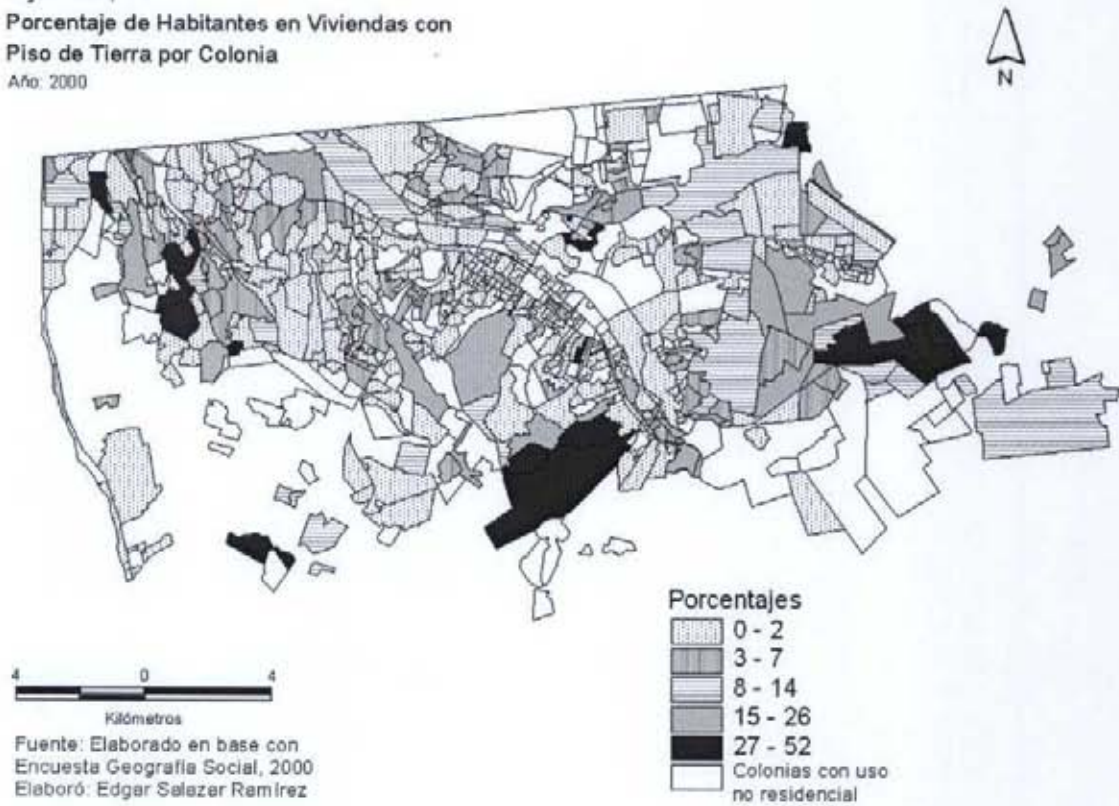 Porcentaje de Habitantes en Viviendas con
Piso de Tierra por Colonia
Año: 2000
N
Porcentajes
0 - 2
3 - 7
8 - 14
15 - 26
27 - 52
Colonias con uso
no residencial
4 0 4
Kilómetros
Fuente: Elaborado en base con
Encuesta Geografía Social, 2000
Elaboró: Edgar Salazar Ramírez